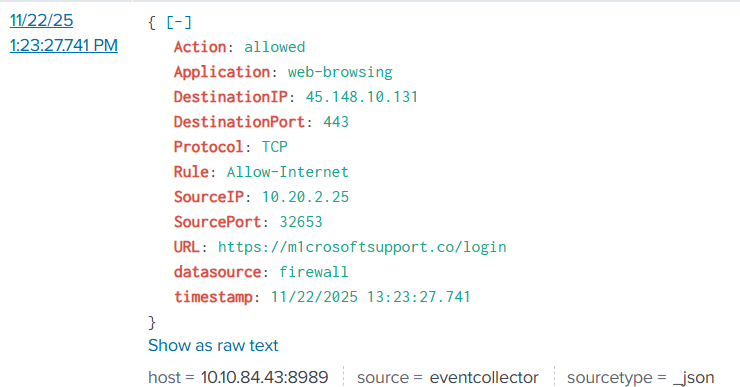 11/22/25
1:23:27.741 PM
{ [-]
Action: allowed
Application: web-browsing
DestinationIP: 45.148.10.131
DestinationPort: 443
Protocol: TCP
Rule: Allow-Internet
SourceIP: 10.20.2.25
SourcePort: 32653
URL: https://m1crosoftsupport.co/login
datasource: firewall
timestamp: 11/22/2025 13:23:27.741
}
Show as raw text
host = 10.10.84.43:8989 source = eventcollector sourcetype = _json